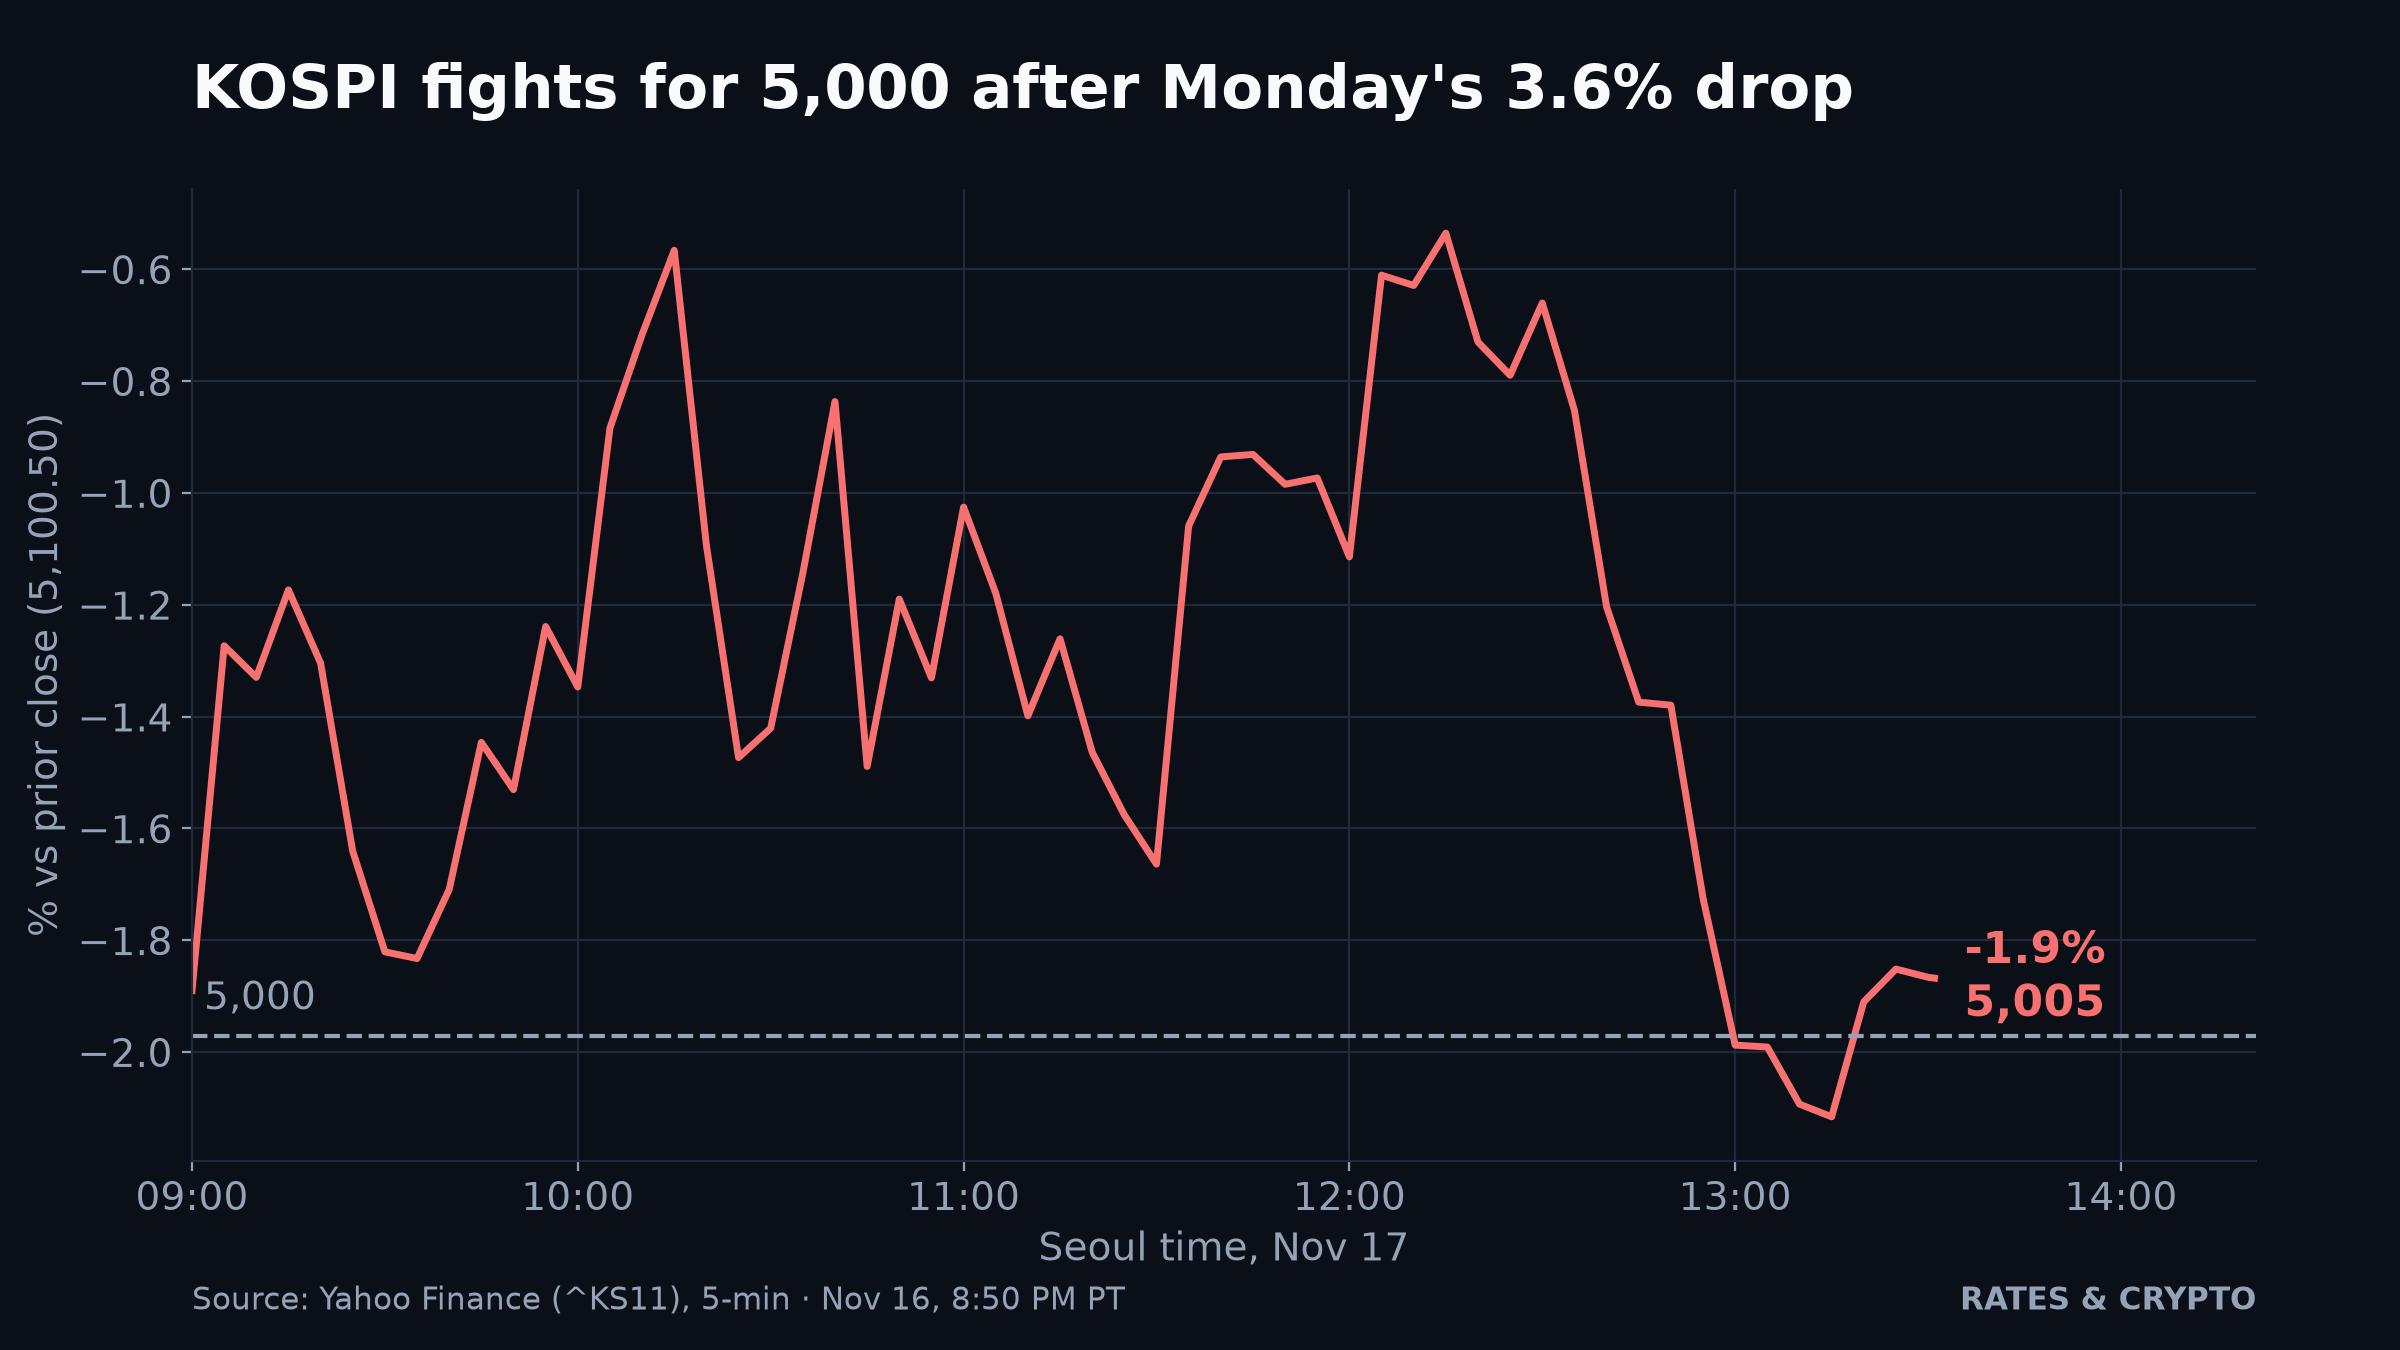 KOSPI fights for 5,000 after Monday's 3.6% drop
% vs prior close (5,100.50)
−0.6
−0.8
−1.0
−1.2
−1.4
−1.6
−1.8
−2.0
5,000
-1.9%
5,005
09:00 10:00 11:00 12:00 13:00 14:00
Seoul time, Nov 17
Source: Yahoo Finance (^KS11), 5-min · Nov 16, 8:50 PM PT
RATES & CRYPTO